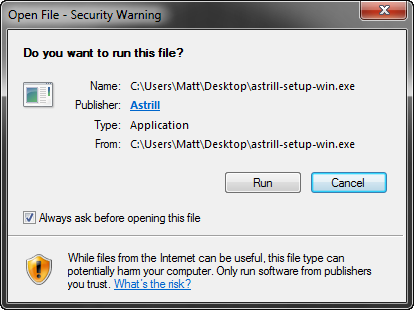 Open File - Security Warning
Do you want to run this file?
Name: C:\Users\Matt\Desktop\astrill-setup-win.exe
Publisher: Astrill
Type: Application
From: C:\Users\Matt\Desktop\astrill-setup-win.exe
Run Cancel
Always ask before opening this file
While files from the Internet can be useful, this file type can
potentially harm your computer. Only run software from publishers
you trust. What's the risk?